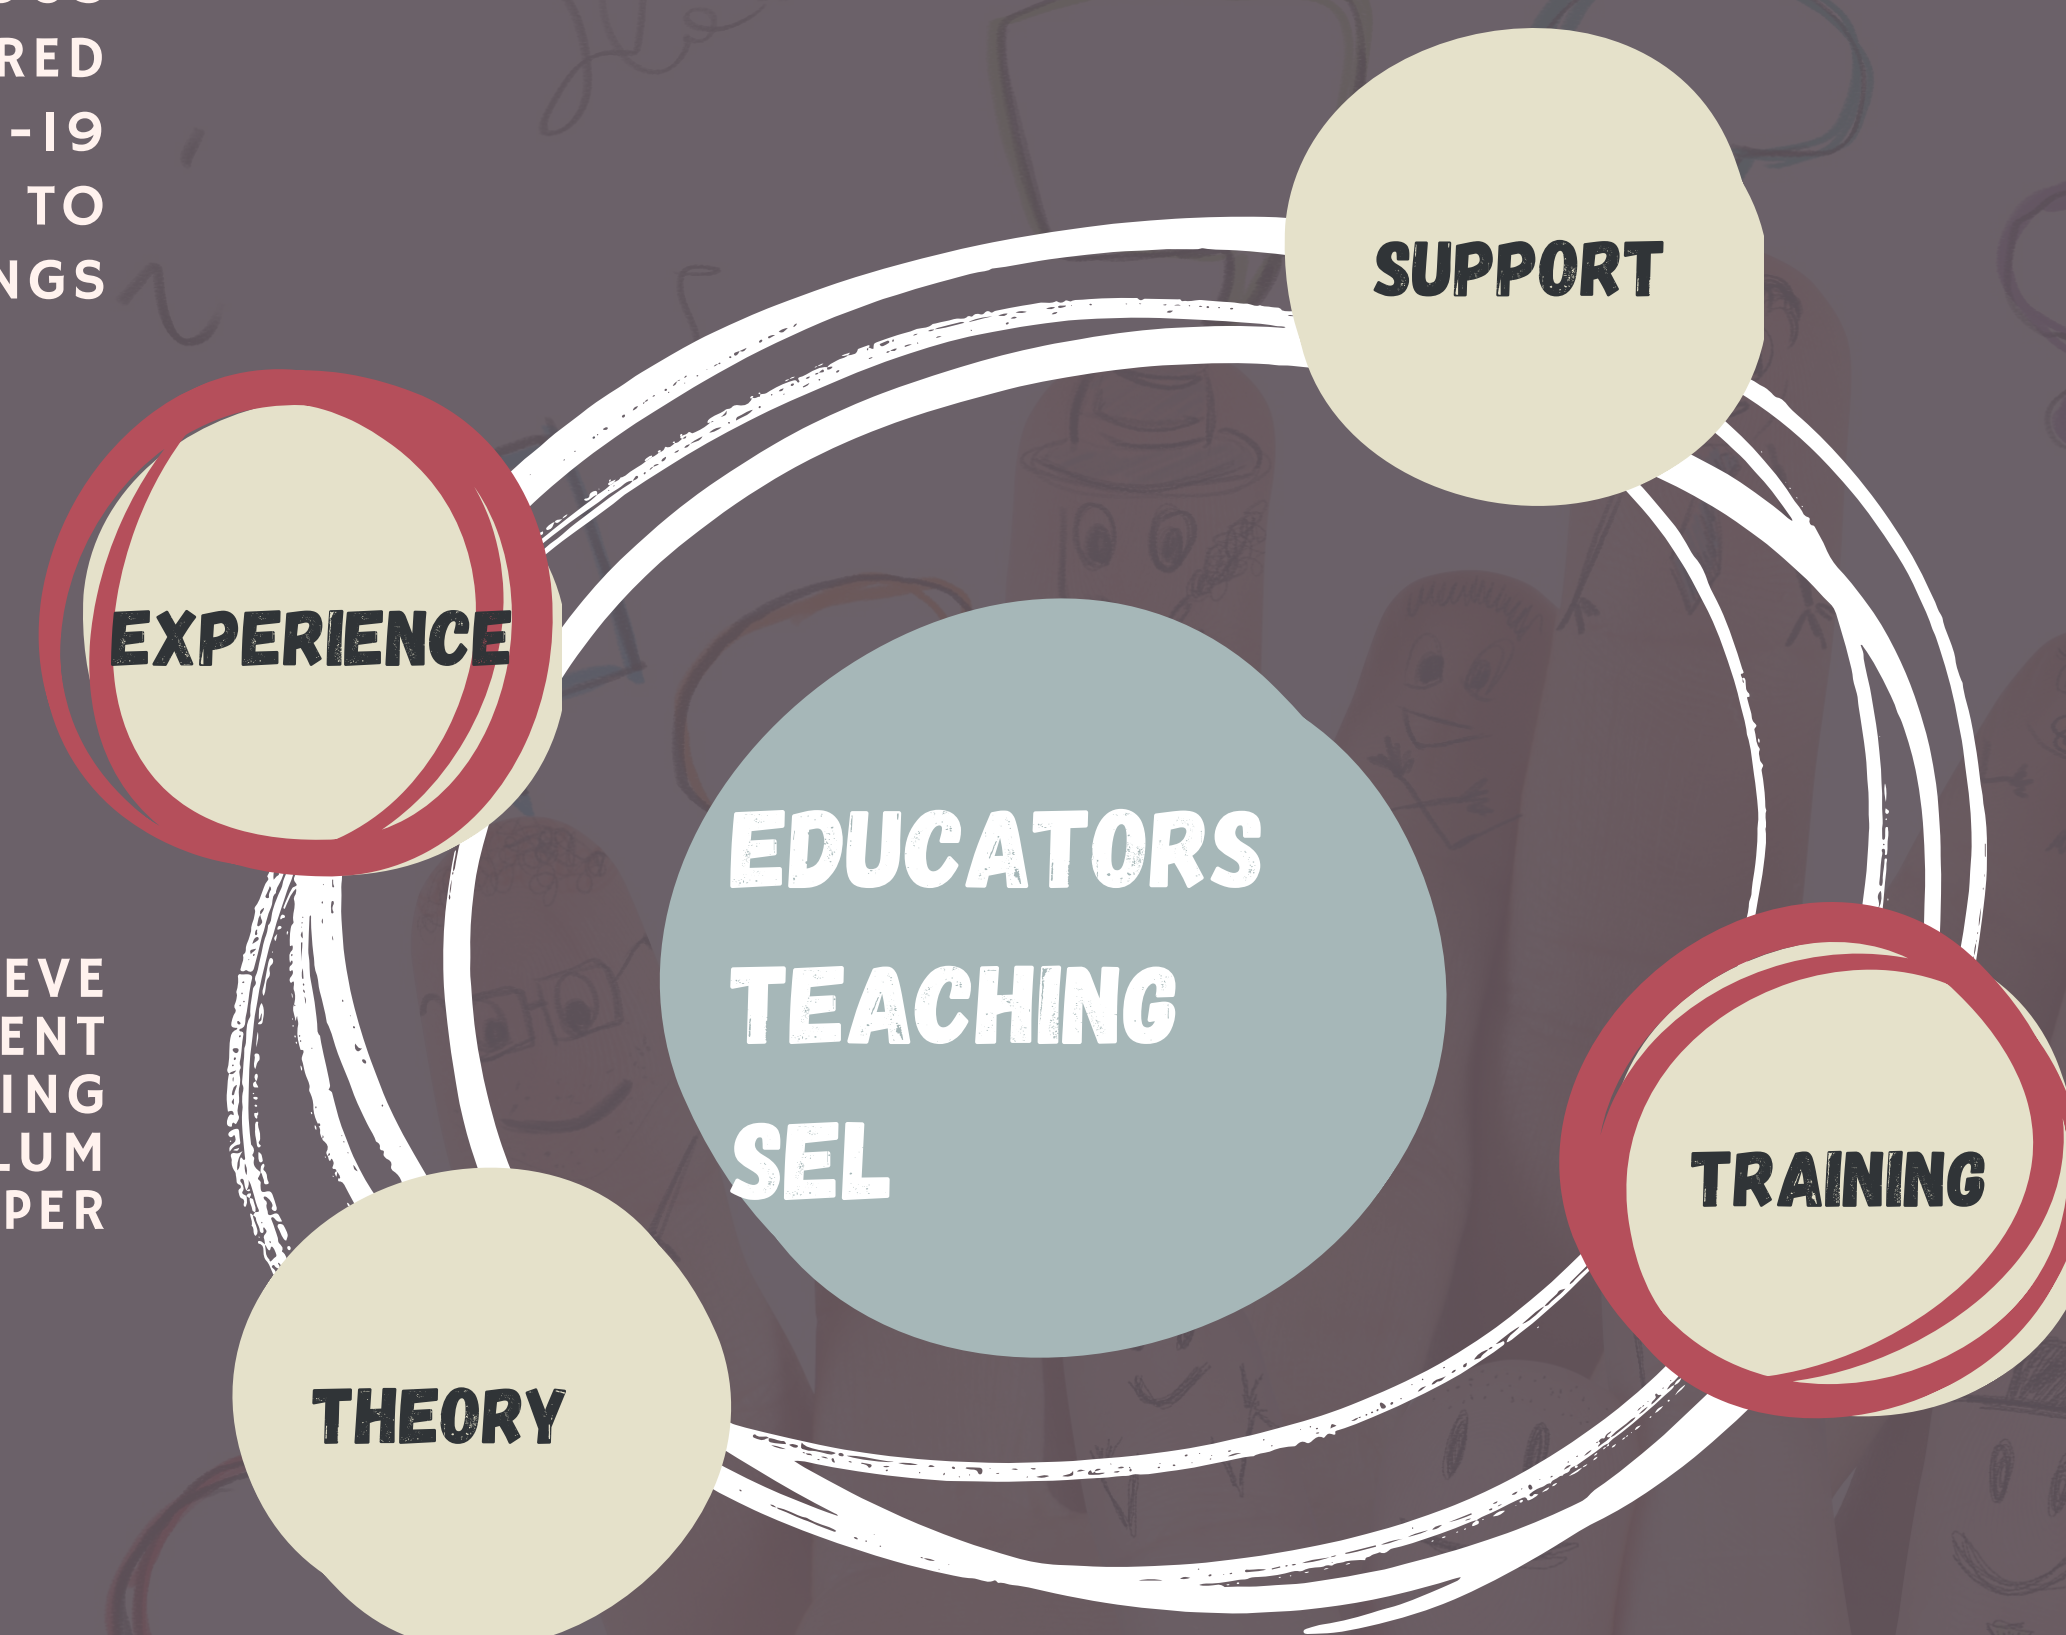 RED
-19
TO
NGS
SUPPORT
EXPERIENCE
EDUCATORS
TEACHING
SEL
EVE
ENT
ING
LUM
PER
TRAINING
THEORY